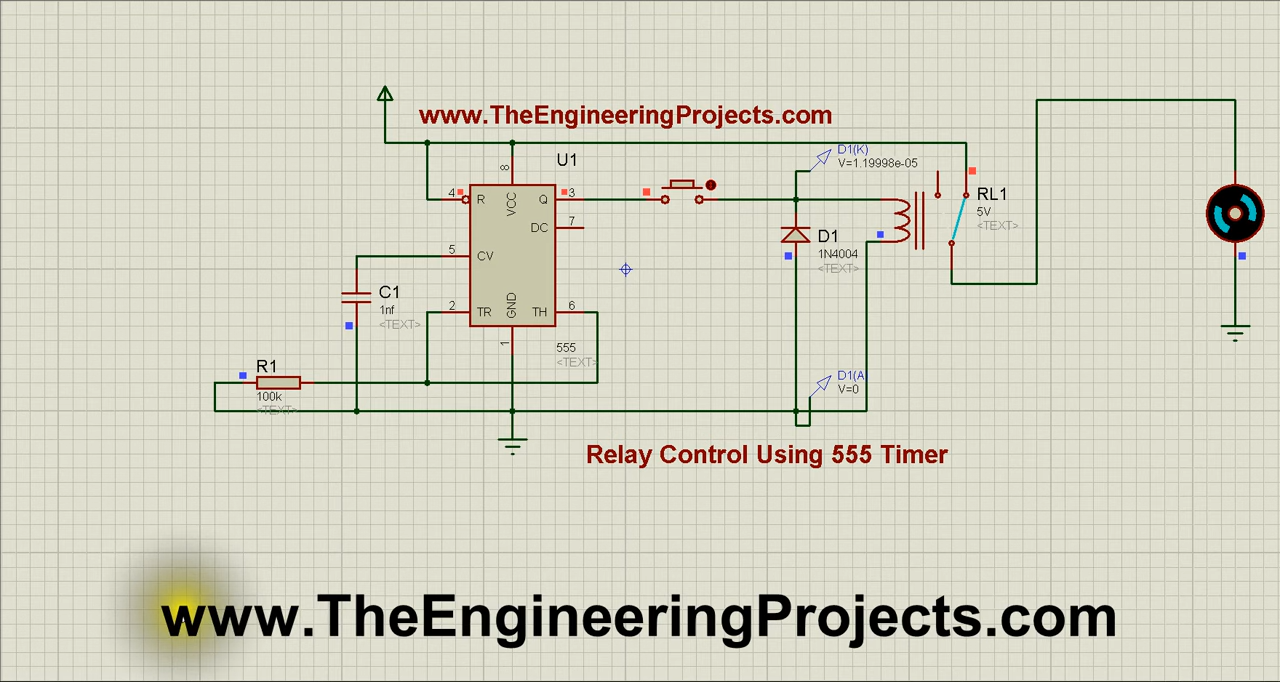 www.TheEngineeringProjects.com
D1(K)
V=1.19998e-05
U1
8
4
R
VCC
Q
3
RL1
5V
<TEXT>
DC
7
D1
1N4004
<TEXT>
5
CV
C1
1nf
<TEXT>
2
TR
GND
TH
6
1
555
<TEXT>
R1
100k
<TEXT>
D1(A
V=0
Relay Control Using 555 Timer
www.TheEngineeringProjects.com